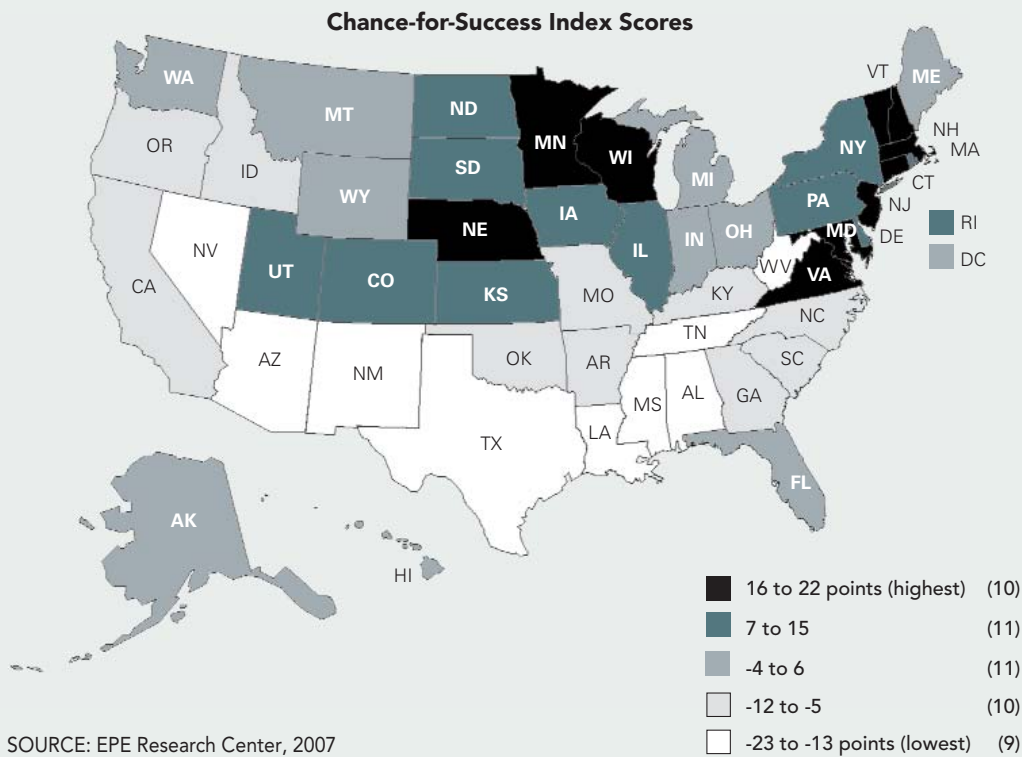 Chance-for-Success Index Scores
WA
MT
ND
MN
VT
ME
OR
ID
SD
WI
NY
NH
MA
WY
MI
CT
IA
PA
NJ
RI
NE
NV
IL
IN
OH
MD
DE
DC
UT
CO
WV
VA
CA
KS
MO
KY
NC
TN
AZ
NM
OK
AR
SC
MS
AL
GA
TX
LA
FL
AK
HI
16 to 22 points (highest) (10)
7 to 15 (11)
-4 to 6 (11)
-12 to -5 (10)
-23 to -13 points (lowest) (9)
SOURCE: EPE Research Center, 2007